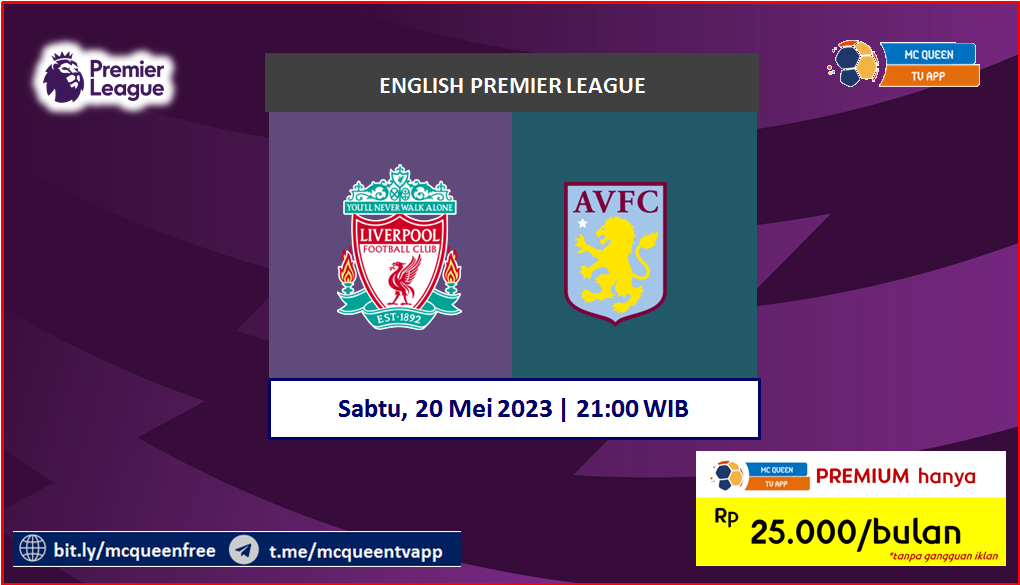 Premier
League
ENGLISH PREMIER LEAGUE
MC QUEEN
TV APP
YOU'LL NEVER WALK ALONE
LIVERPOOL
FOOTBALL CLUB
EST·1892
AVFC
Sabtu, 20 Mei 2023 | 21:00 WIB
MC QUEEN
TV APP
PREMIUM hanya
Rp 25.000/bulan
*tanpa gangguan iklan
bit.ly/mcqueenfree
t.me/mcqueentvapp